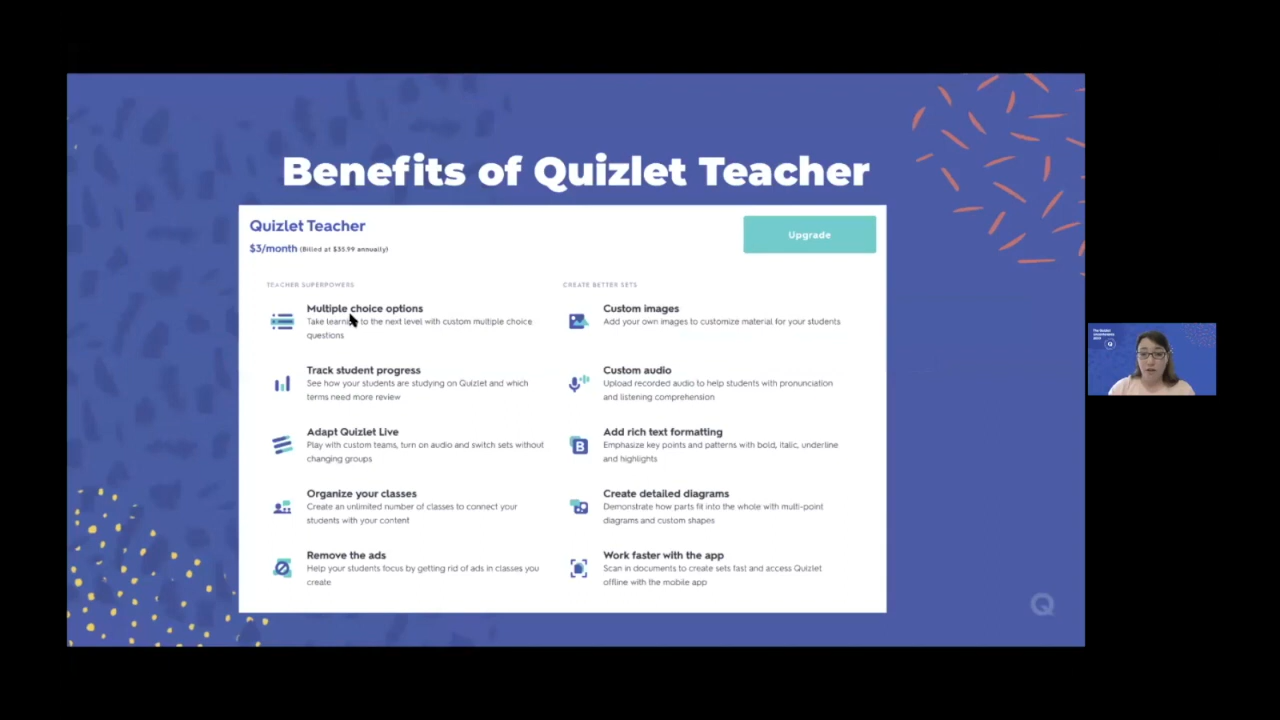 Benefits of Quizlet Teacher
Quizlet Teacher
$3/month (Billed at $35.99 annually)
Upgrade
TEACHER SUPERPOWERS
Multiple choice options
Take learning to the next level with custom multiple choice
questions
Track student progress
See how your students are studying on Quizlet and which
terms need more review
Adapt Quizlet Live
Play with custom teams, turn on audio and switch sets without
changing groups
Organize your classes
Create an unlimited number of classes to connect your
students with your content
Remove the ads
Help your students focus by getting rid of ads in classes you
create
CREATE BETTER SETS
Custom images
Add your own images to customize material for your students
Custom audio
Upload recorded audio to help students with pronunciation
and listening comprehension
Add rich text formatting
Emphasize key points and patterns with bold, italic, underline
and highlights
Create detailed diagrams
Demonstrate how parts fit into the whole with multi-point
diagrams and custom shapes
Work faster with the app
Scan in documents to create sets fast and access Quizlet
offline with the mobile app
B
Q